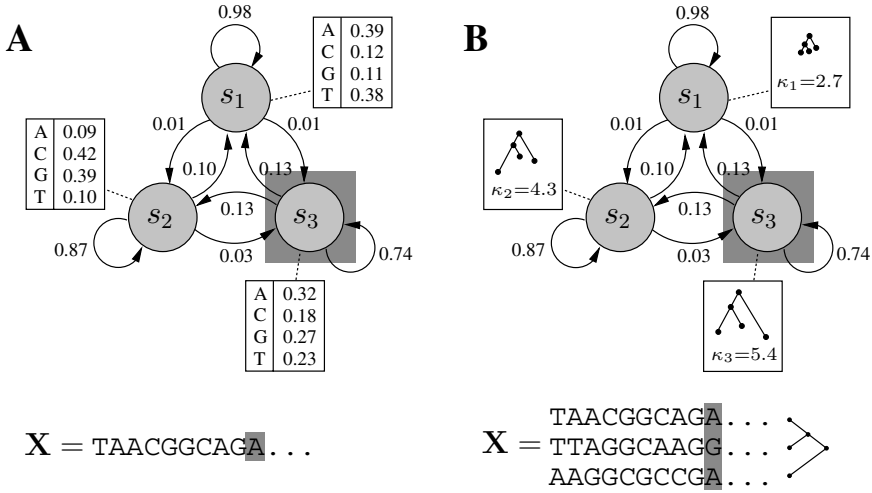 A
0.98
A 0.39
C 0.12
G 0.11
T 0.38
s1
0.01
0.01
A 0.09
C 0.42
G 0.39
T 0.10
0.10
0.13
s2
0.13
s3
0.87
0.03
0.74
A 0.32
C 0.18
G 0.27
T 0.23
X = TAACGGCAGA...
B
0.98
κ1=2.7
s1
0.01
0.01
κ2=4.3
0.10
0.13
s2
0.13
s3
0.87
0.03
0.74
κ3=5.4
TAACGGCAGA...
X = TTAGGCAAGG...
AAGGCGCCGA...